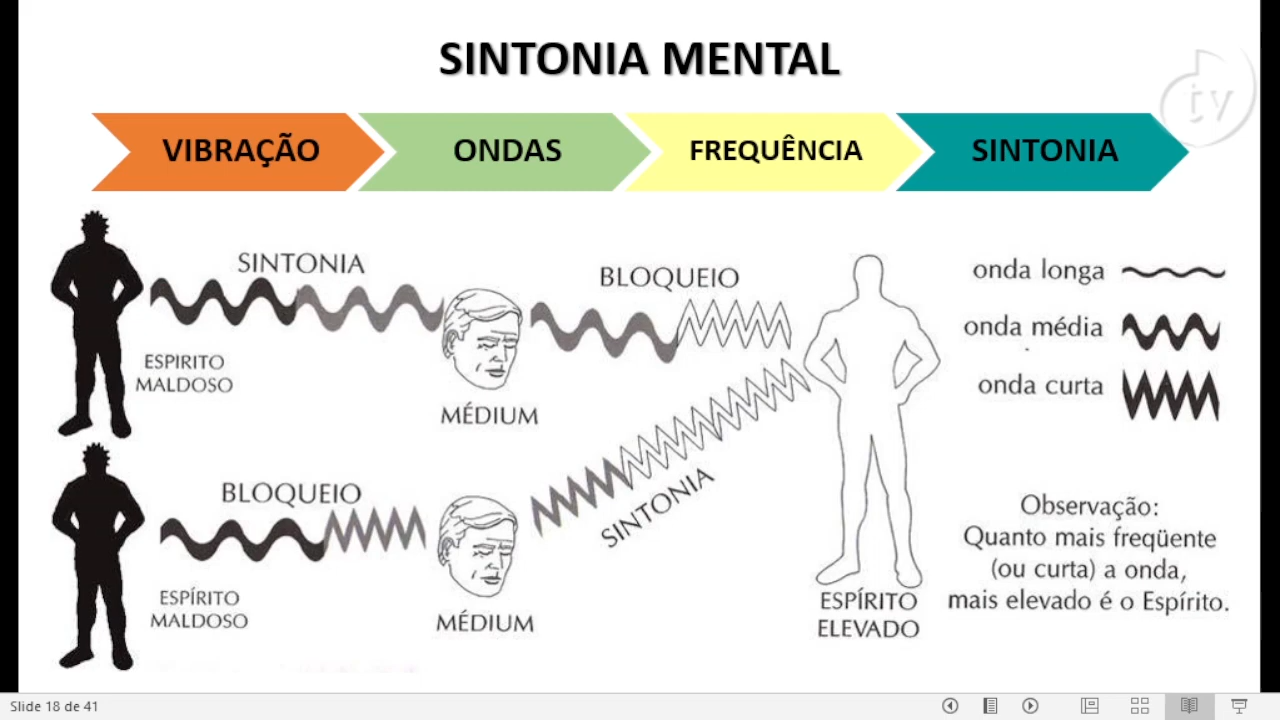 SINTONIA MENTAL
tv
VIBRAÇÃO
ONDAS
FREQUÊNCIA
SINTONIA
SINTONIA
BLOQUEIO
ESPIRITO
MALDOSO
MÉDIUM
onda longa
onda média
onda curta
BLOQUEIO
SINTONIA
ESPÍRITO
MALDOSO
MÉDIUM
ESPÍRITO
ELEVADO
Observação:
Quanto mais freqüente
(ou curta) a onda,
mais elevado é o Espírito.
Slide 18 de 41